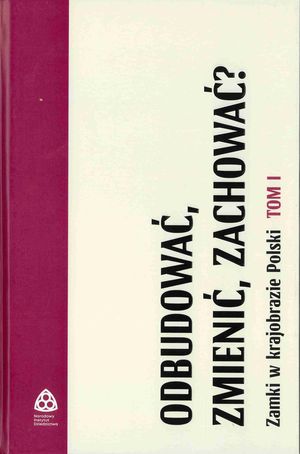 ODBUDOWAĆ,
ZMIENIĆ, ZACHOWAĆ?
Zamki w krajobrazie Polski TOM I
Narodowy
Instytut
Dziedzictwa